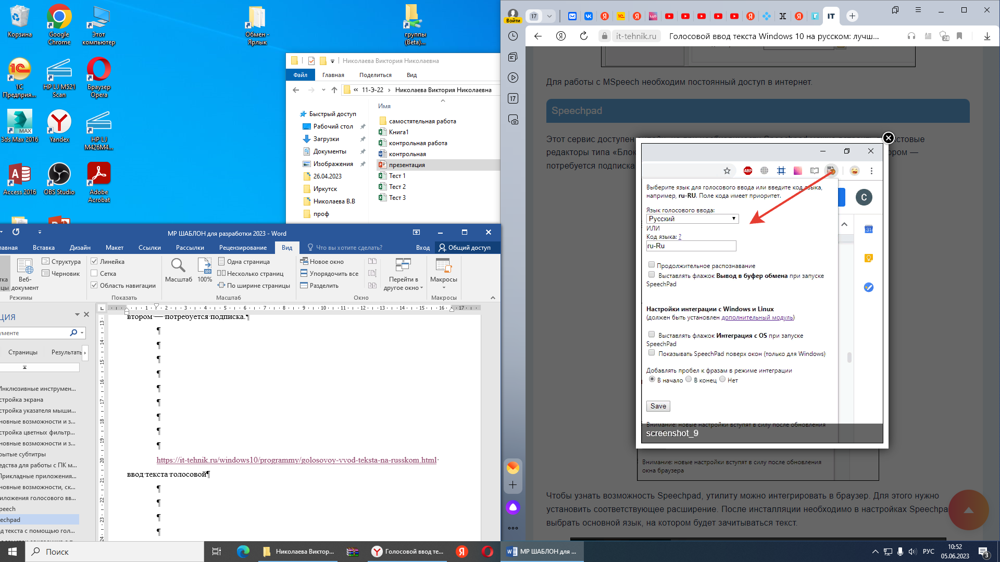 Корзина
Google Chrome
Этот компьютер
Обмен - Ярлык
группы (Beta)...
1С Предприя...
HP LJ M521 Scan
Браузер Opera
3ds Max 2016
Yandex
HP LJ M426M4...
Access 2016
OBS Studio
Adobe Acrobat
Николаева Виктория Николаевна
Файл
Главная
Поделиться
Вид
11-Э-22
Николаева Виктория Николаевна
Имя
Быстрый доступ
Рабочий стол
Загрузки
Документы
Изображения
26.04.2023
Иркутск
Николаева В.В
проф
самостятельная работа
Книга1
контрольная работа
контрольная
презентация
Тест 1
Тест 2
Тест 3
МР ШАБЛОН для разработки 2023 - Word
лавная
Вставка
Дизайн
Макет
Ссылки
Рассылки
Рецензирование
Вид
Что вы хотите сделать?
Вход
Общий доступ
Веб-документ
Структура
Черновик
Режимы
Линейка
Сетка
Область навигации
Показать
Масштаб
100%
Одна страница
Несколько страниц
По ширине страницы
Масштаб
Новое окно
Упорядочить все
Разделить
Перейти в другое окно
Окно
Макросы
Макросы
ЦИЯ
ументе
Страницы
Результаты
Инклюзивные инструмен...
стройка экрана
стройка указателя мыши...
новные возможности и з...
стройка цветных фильтр...
новные возможности и з...
рытые субтитры
едства для работы с ПК м...
Прикладные приложения...
новные возможности, ск...
иложения голосового вв...
peech
eechpad
од текста с помощью гол...
втором — потребуется подписка.¶
https://it-tehnik.ru/windows10/programmy/golosovoy-vvod-teksta-na-russkom.html
ввод текста голосовой¶
Войти
17
it-tehnik.ru
Голосовой ввод текста Windows 10 на русском: лучш...
28
17
Для работы с MSpeech необходим постоянный доступ в интернет.
Speechpad
Этот сервис доступен
кстовые
редакторы типа «Блок
ором —
потребуется подписка
ABP
C
31
Выберите язык для голосового ввода или введите код языка,
например, ru-RU. Поле кода имеет приоритет.
Язык голосового ввода:
Русский
ИЛИ
Код языка: ?
ru-Ru
Продолжительное распознавание
Выставлять флажок Вывод в буфер обмена при запуске
SpeechPad
Настройки интеграции с Windows и Linux
(должен быть установлен дополнительный модуль)
Выставлять флажок Интеграция с OS при запуске
SpeechPad
Показывать SpeechPad поверх окон (только для Windows)
Добавлять пробел к фразам в режиме интеграции
В начало В конец Нет
Save
Внимание: новые настройки вступят в силу после обновления
screenshot_9
Внимание: новые настройки вступят в силу после обновления
окна браузера
Чтобы узнать возможность Speechpad, утилиту можно интегрировать в браузер. Для этого нужно
установить соответствующее расширение. После инсталляции необходимо в настройках Speechpa
выбрать основной язык, на котором будет зачитываться текст.
Поиск
Николаева Виктор...
Голосовой ввод те...
МР ШАБЛОН для ...
РУС
10:52
05.06.2023
3